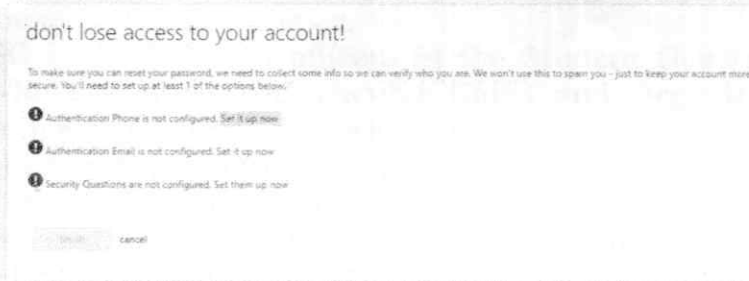 don't lose access to your account!
To make sure you can reset your password, we need to collect some info so we can verify who you are. We won't use this to spam you - just to keep your account more
secure. You'll need to set up at least 1 of the options below.
Authentication Phone is not configured. Set it up now
Authentication Email is not configured. Set it up now
Security Questions are not configured. Set them up now
cancel